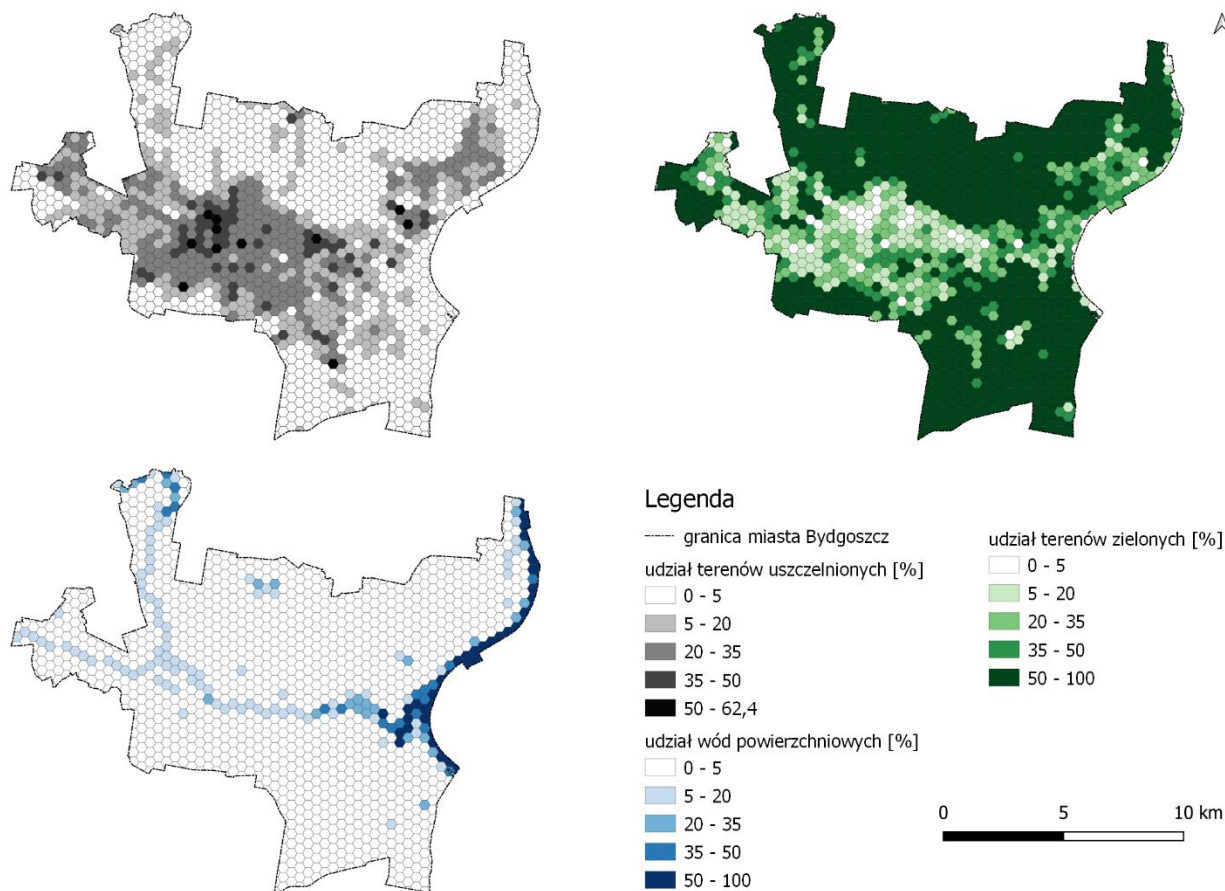 Legenda
granica miasta Bydgoszcz
udział terenów uszczelnionych [%]
0 - 5
5 - 20
20 - 35
35 - 50
50 - 62,4
udział wód powierzchniowych [%]
0 - 5
5 - 20
20 - 35
35 - 50
50 - 100
udział terenów zielonych [%]
0 - 5
5 - 20
20 - 35
35 - 50
50 - 100
0 5 10 km